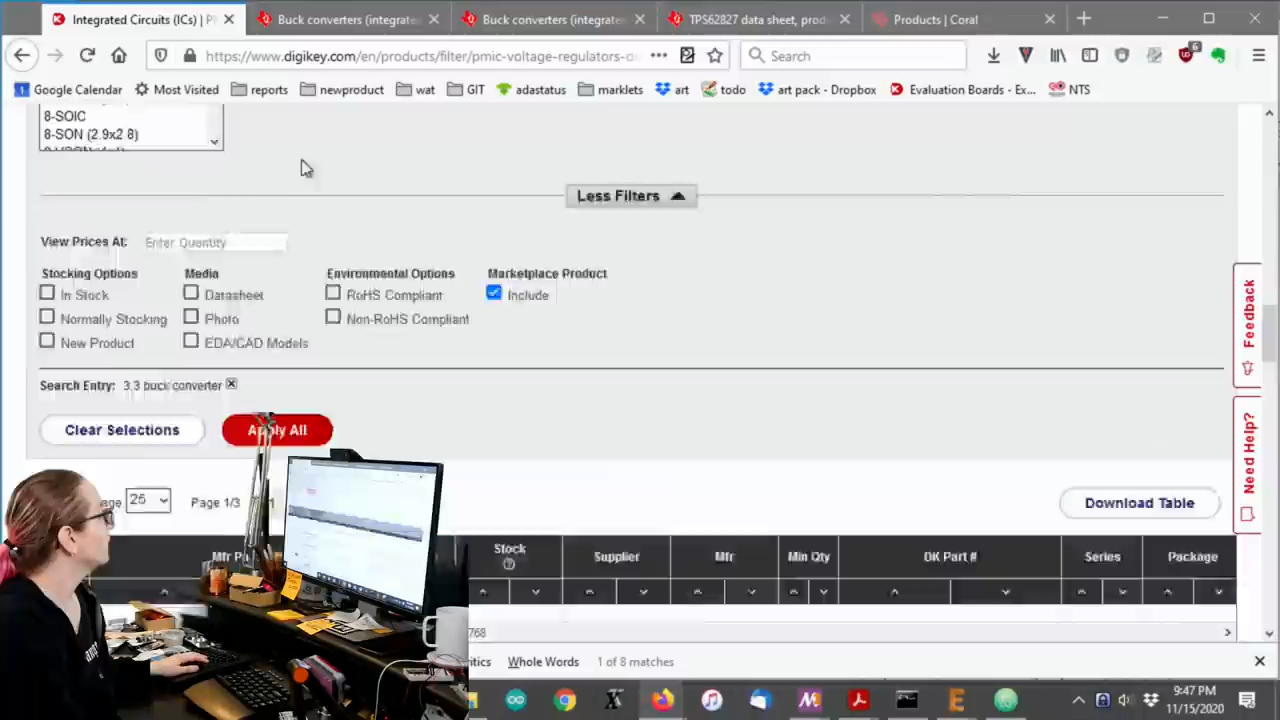 Integrated Circuits (ICs) | P
Buck converters (integrate
Buck converters (integrate
TPS62827 data sheet, prod
Products | Coral
https://www.digikey.com/en/products/filter/pmic-voltage-regulators-d
Search
6
Google Calendar
Most Visited
reports
newproduct
wat
GIT
adastatus
marklets
art
todo
art pack - Dropbox
Evaluation Boards - Ex...
NTS
8-SOIC
8-SON (2.9x2.8)
Less Filters
View Prices At:
Enter Quantity
Stocking Options
Media
Environmental Options
Marketplace Product
In Stock
Datasheet
RoHS Compliant
Include
Normally Stocking
Photo
Non-RoHS Compliant
New Product
EDA/CAD Models
Search Entry: 3.3 buck converter
Clear Selections
Apply All
Feedback
Need Help?
25
Page 1/3
Download Table
Mfr P
Stock
Supplier
Mfr
Min Qty
DK Part #
Series
Package
768
Whole Words
1 of 8 matches
9:47 PM
11/15/2020